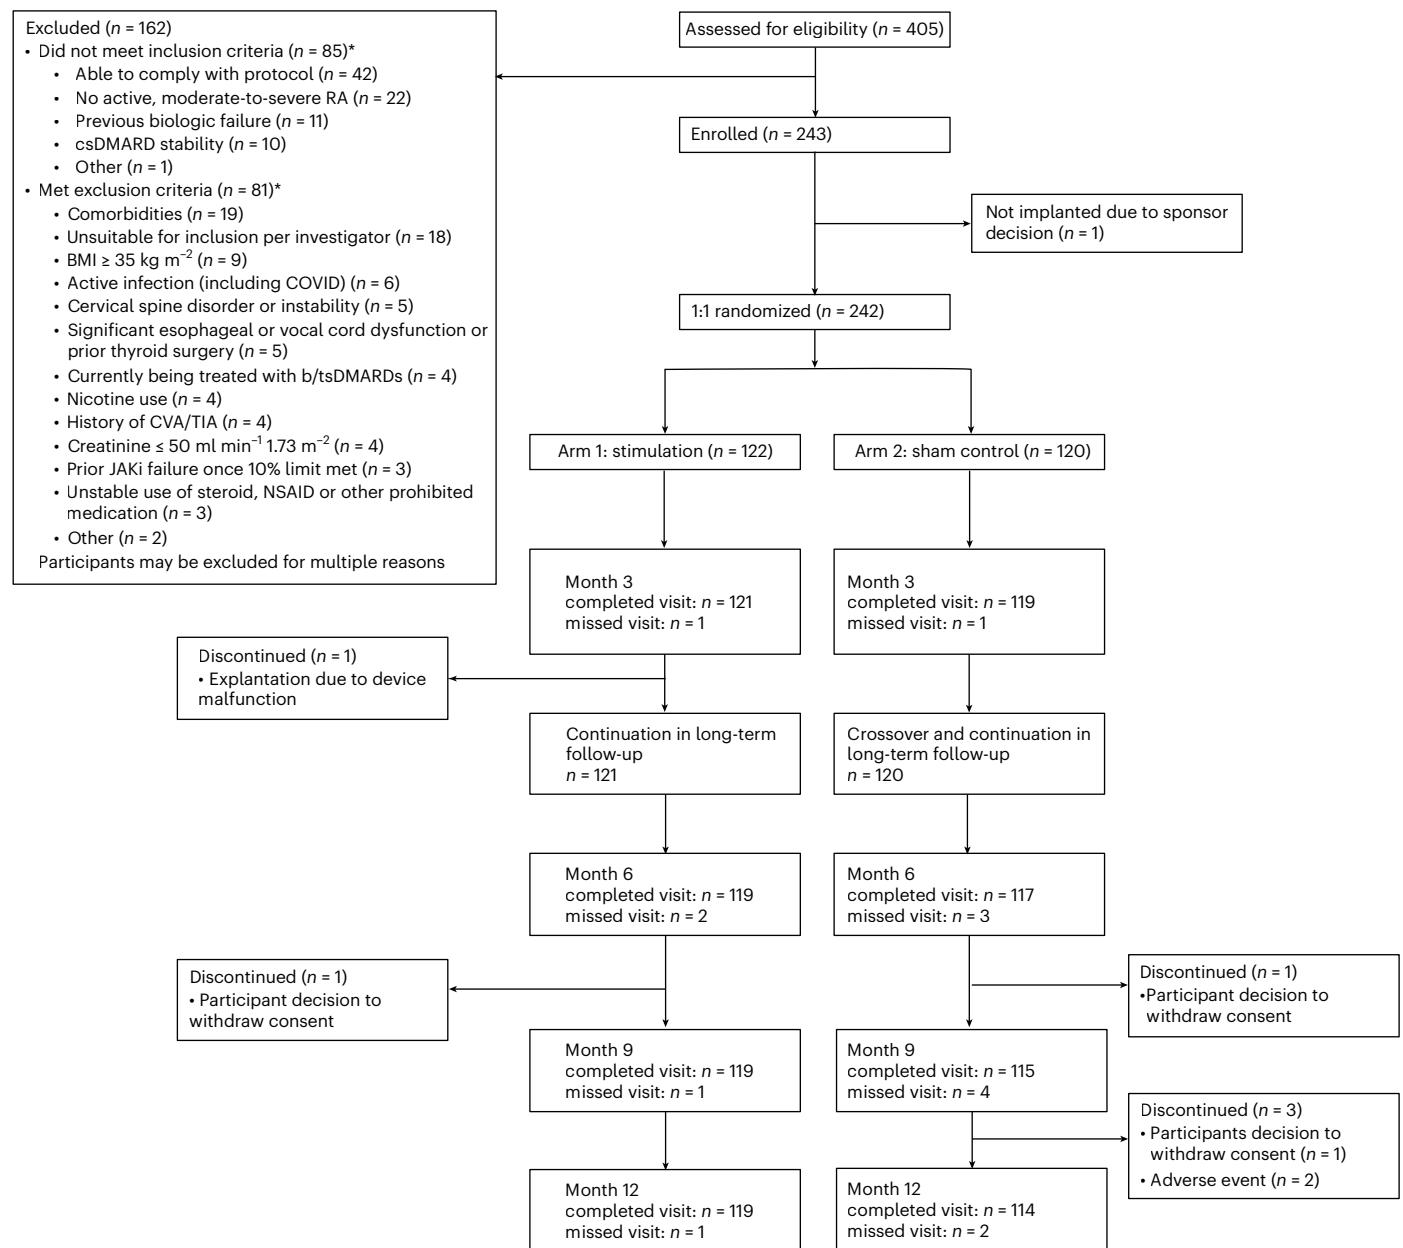 Excluded (n = 162)
• Did not meet inclusion criteria (n = 85)*
• Able to comply with protocol (n = 42)
• No active, moderate-to-severe RA (n = 22)
• Previous biologic failure (n = 11)
• csDMARD stability (n = 10)
• Other (n = 1)
• Met exclusion criteria (n = 81)*
• Comorbidities (n = 19)
• Unsuitable for inclusion per investigator (n = 18)
• BMI ≥ 35 kg m⁻² (n = 9)
• Active infection (including COVID) (n = 6)
• Cervical spine disorder or instability (n = 5)
• Significant esophageal or vocal cord dysfunction or
prior thyroid surgery (n = 5)
• Currently being treated with b/tsDMARDs (n = 4)
• Nicotine use (n = 4)
• History of CVA/TIA (n = 4)
• Creatinine ≤ 50 ml min⁻¹ 1.73 m⁻² (n = 4)
• Prior JAKi failure once 10% limit met (n = 3)
• Unstable use of steroid, NSAID or other prohibited
medication (n = 3)
• Other (n = 2)
Participants may be excluded for multiple reasons
Assessed for eligibility (n = 405)
Enrolled (n = 243)
Not implanted due to sponsor
decision (n = 1)
1:1 randomized (n = 242)
Arm 1: stimulation (n = 122)
Arm 2: sham control (n = 120)
Month 3
completed visit: n = 121
missed visit: n = 1
Month 3
completed visit: n = 119
missed visit: n = 1
Discontinued (n = 1)
• Explantation due to device
malfunction
Continuation in long-term
follow-up
n = 121
Crossover and continuation in
long-term follow-up
n = 120
Month 6
completed visit: n = 119
missed visit: n = 2
Month 6
completed visit: n = 117
missed visit: n = 3
Discontinued (n = 1)
• Participant decision to
withdraw consent
Discontinued (n = 1)
•Participant decision to
withdraw consent
Month 9
completed visit: n = 119
missed visit: n = 1
Month 9
completed visit: n = 115
missed visit: n = 4
Discontinued (n = 3)
• Participants decision to
withdraw consent (n = 1)
• Adverse event (n = 2)
Month 12
completed visit: n = 119
missed visit: n = 1
Month 12
completed visit: n = 114
missed visit: n = 2